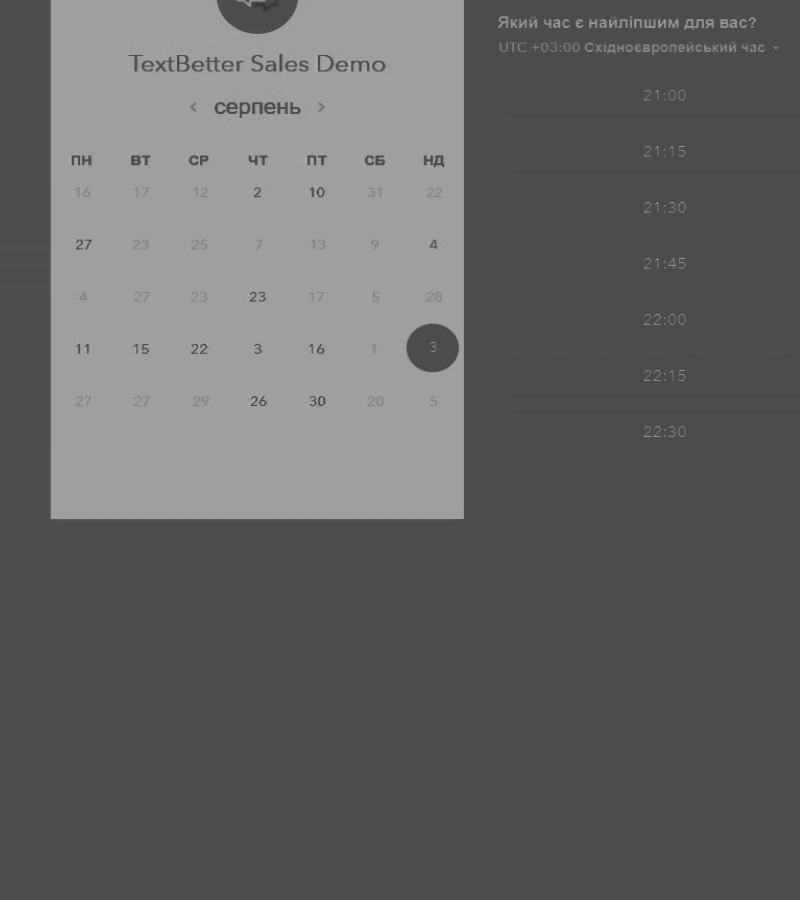 TextBetter Sales Demo
< серпень >
ПН ВТ СР ЧТ ПТ СБ НД
16 17 12 2 10 31 22
27 23 25 7 13 9 4
4 27 23 23 17 5 28
11 15 22 3 16 1 3
27 27 29 26 30 20 5
Який час є найліпшим для вас?
UTC +03:00 Східноєвропейський час
21:00
21:15
21:30
21:45
22:00
22:15
22:30